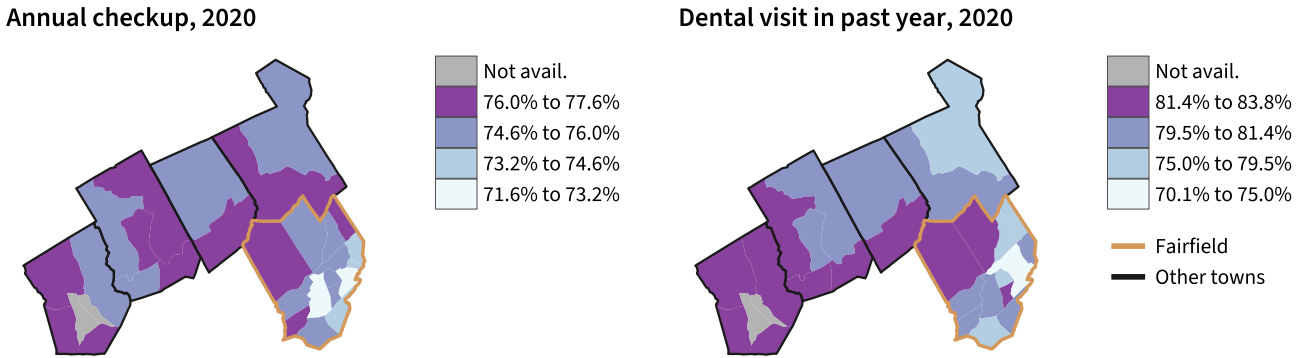 Annual checkup, 2020
Not avail.
76.0% to 77.6%
74.6% to 76.0%
73.2% to 74.6%
71.6% to 73.2%
Dental visit in past year, 2020
Not avail.
81.4% to 83.8%
79.5% to 81.4%
75.0% to 79.5%
70.1% to 75.0%
Fairfield
Other towns